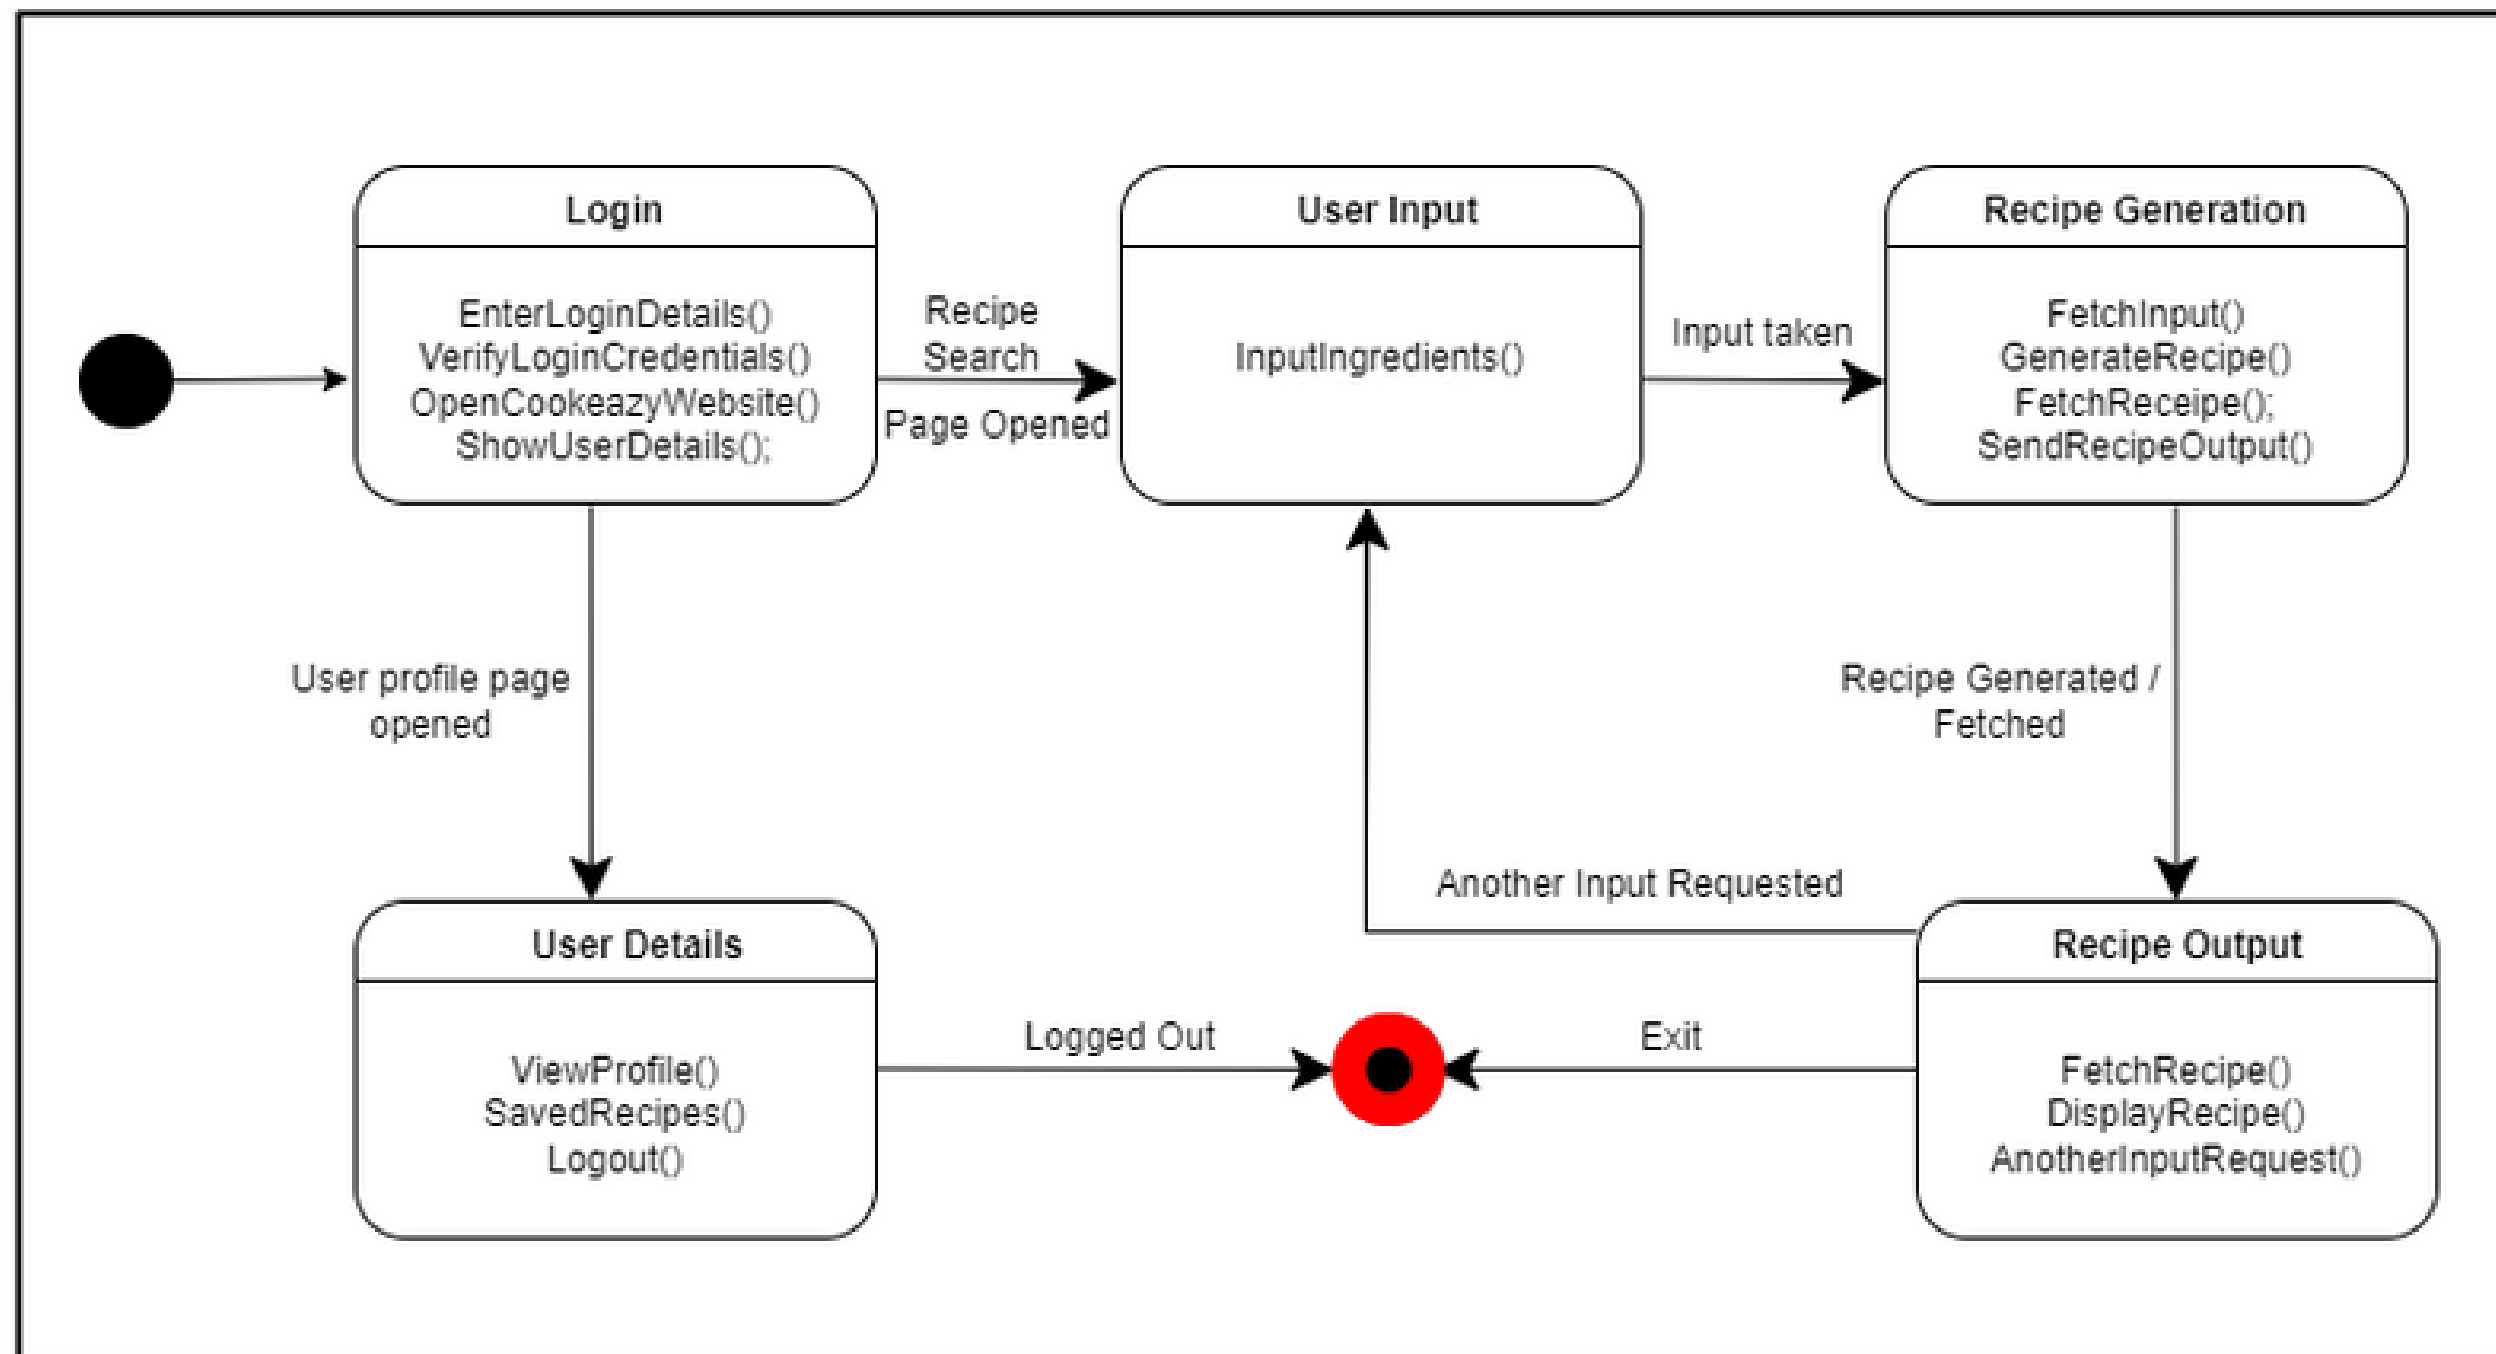 Login
EnterLoginDetails()
VerifyLoginCredentials()
OpenCookeazyWebsite()
ShowUserDetails();
Recipe
Search
Page Opened
User Input
InputIngredients()
Input taken
Recipe Generation
FetchInput()
GenerateRecipe()
FetchReceipe();
SendRecipeOutput()
User profile page
opened
Recipe Generated /
Fetched
Another Input Requested
User Details
ViewProfile()
SavedRecipes()
Logout()
Logged Out
Exit
Recipe Output
FetchRecipe()
DisplayRecipe()
AnotherInputRequest()